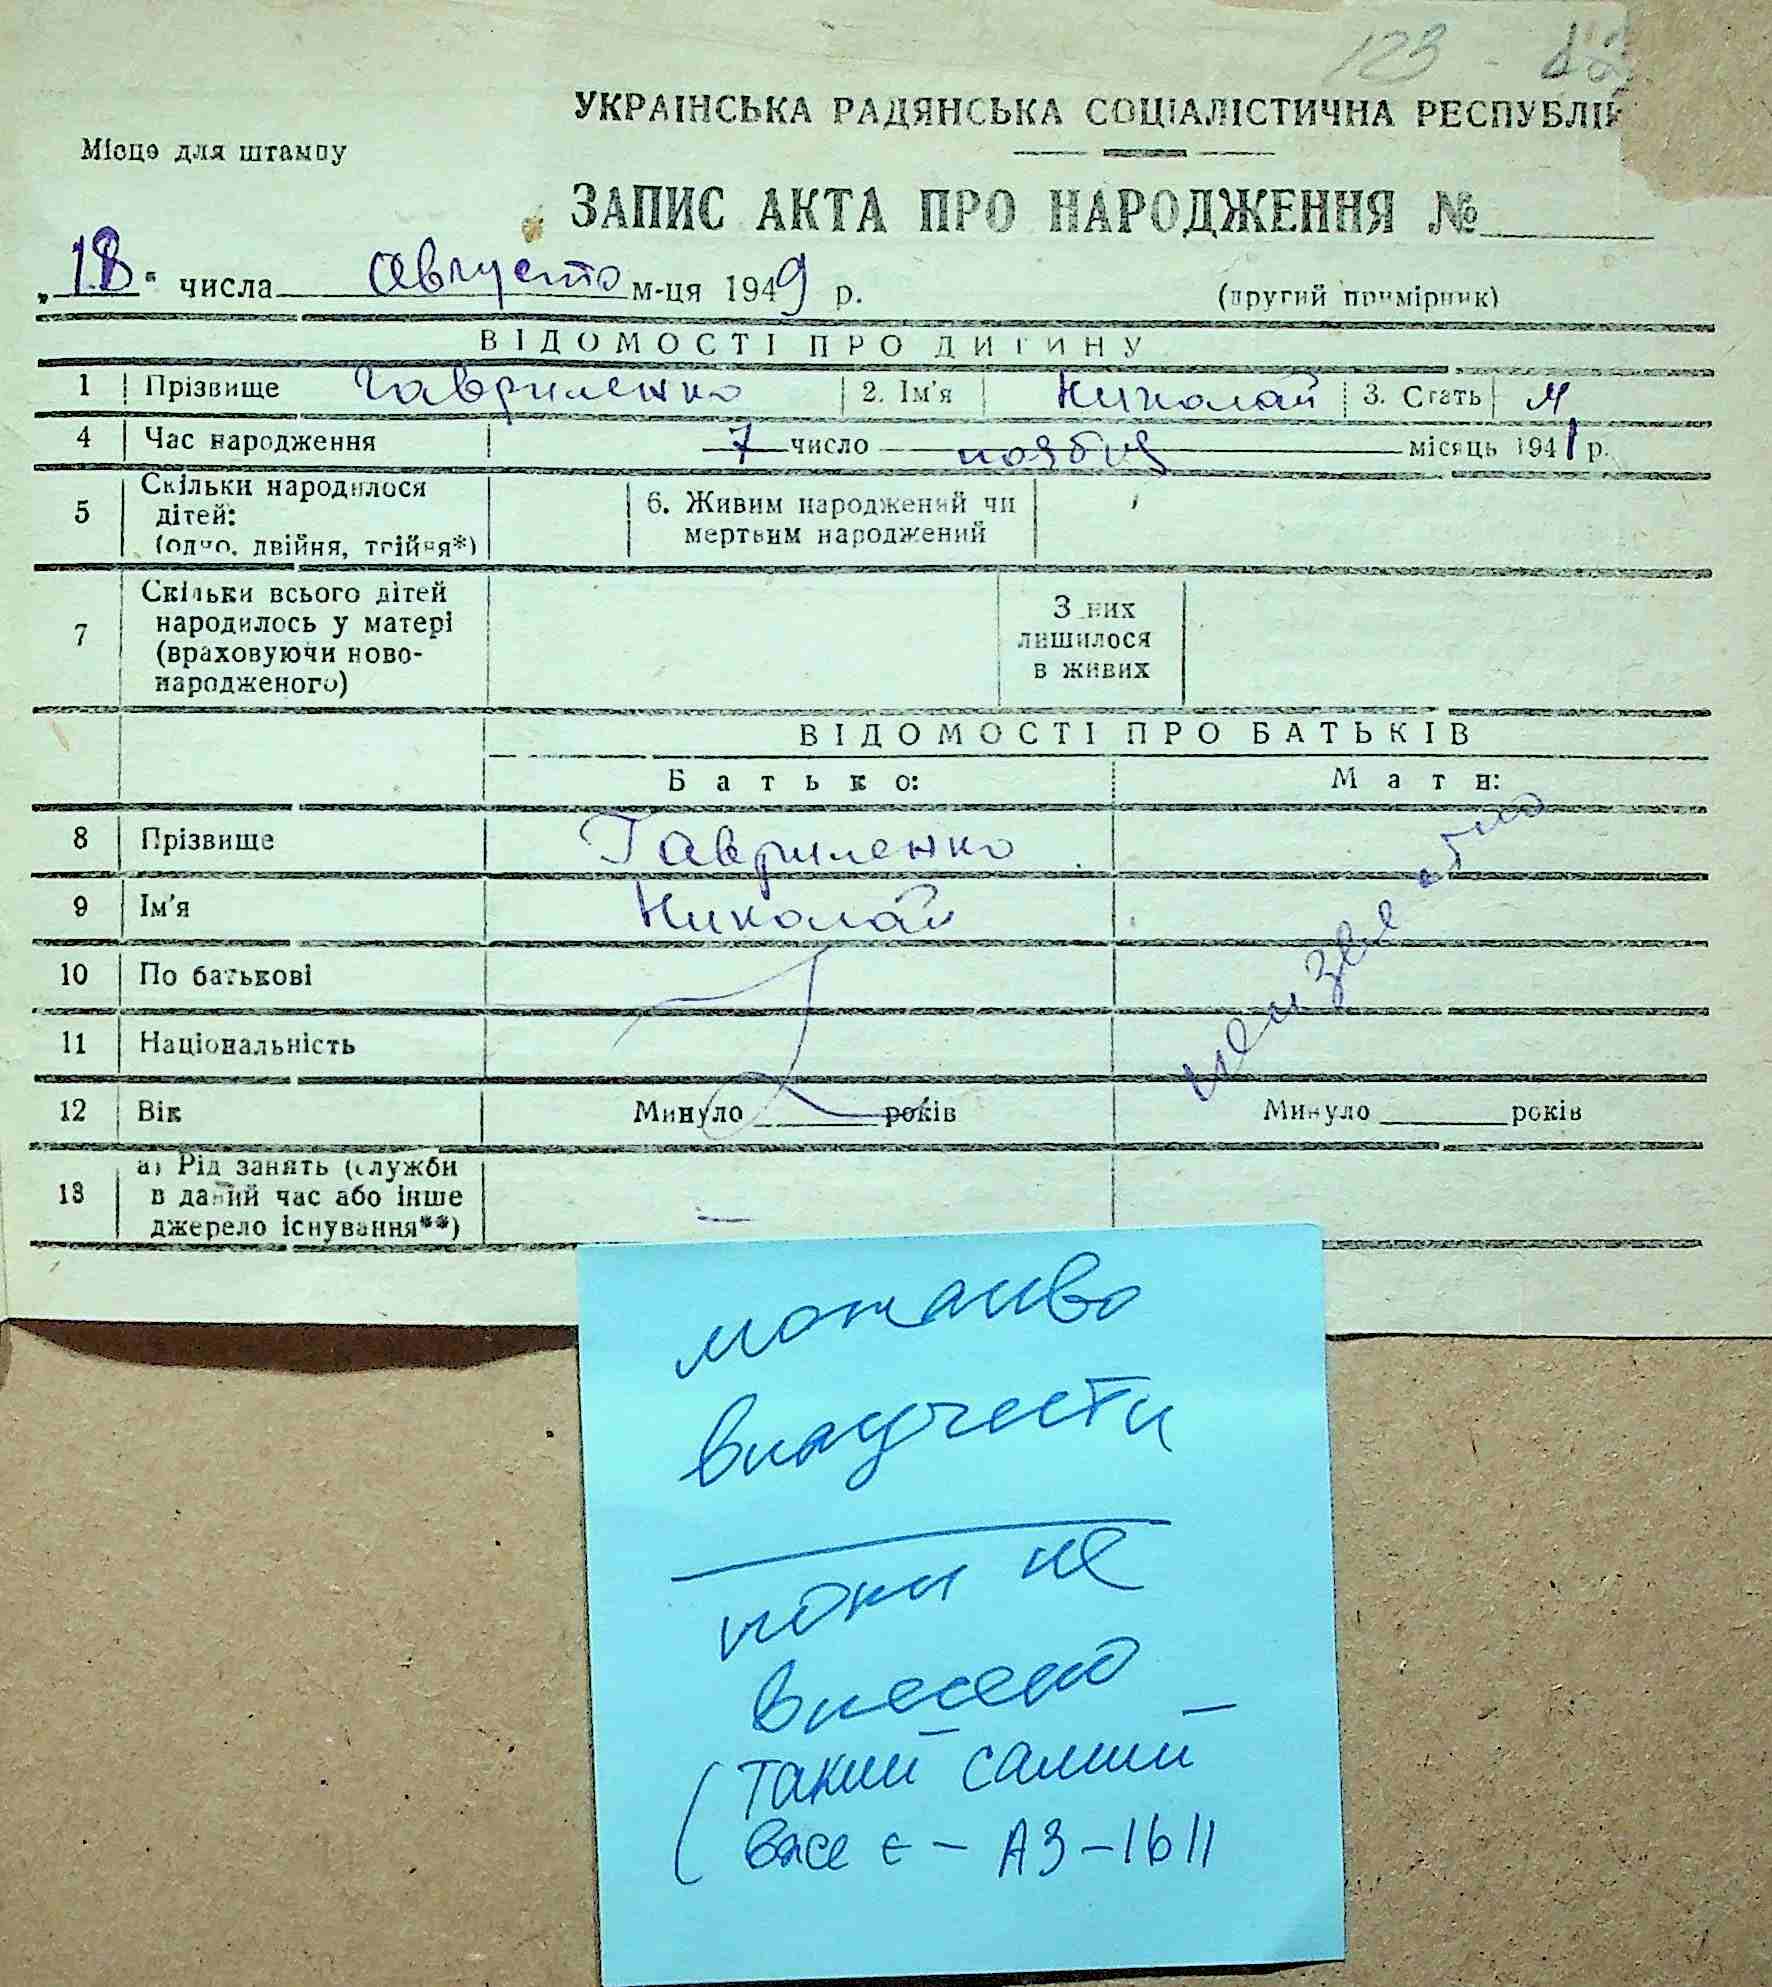 123 -
УКРАЇНСЬКА РАДЯНСЬКА СОЦІАЛІСТИЧНА РЕСПУБЛІК
Місце для штампу
ЗАПИС АКТА ПРО НАРОДЖЕННЯ №
„18" числа Августа м-ця 1949 р.
(другий примірник)
ВІДОМОСТІ ПРО ДИТИНУ
1 Прізвище Гавриленко 2. Ім'я Николай 3. Стать М
4 Час народження 7 число ноября місяць 1941 р.
5 Скільки народилося дітей: (одно, двійня, трійня*) 6. Живим народжений чи мертвим народжений
7 Скільки всього дітей народилось у матері (враховуючи новонародженого) З них лишилося в живих
ВІДОМОСТІ ПРО БАТЬКІВ
Батько: Мати:
8 Прізвище Гавриленко
9 Ім'я Николай
неизвестно
10 По батькові
11 Національність
12 Вік Минуло ____ років Минуло ____ років
13 а) Рід занять (служби в даний час або інше джерело існування**) —
можливо
вилучити
поки не
внесено
(такий самий
вже є – АЗ-1611